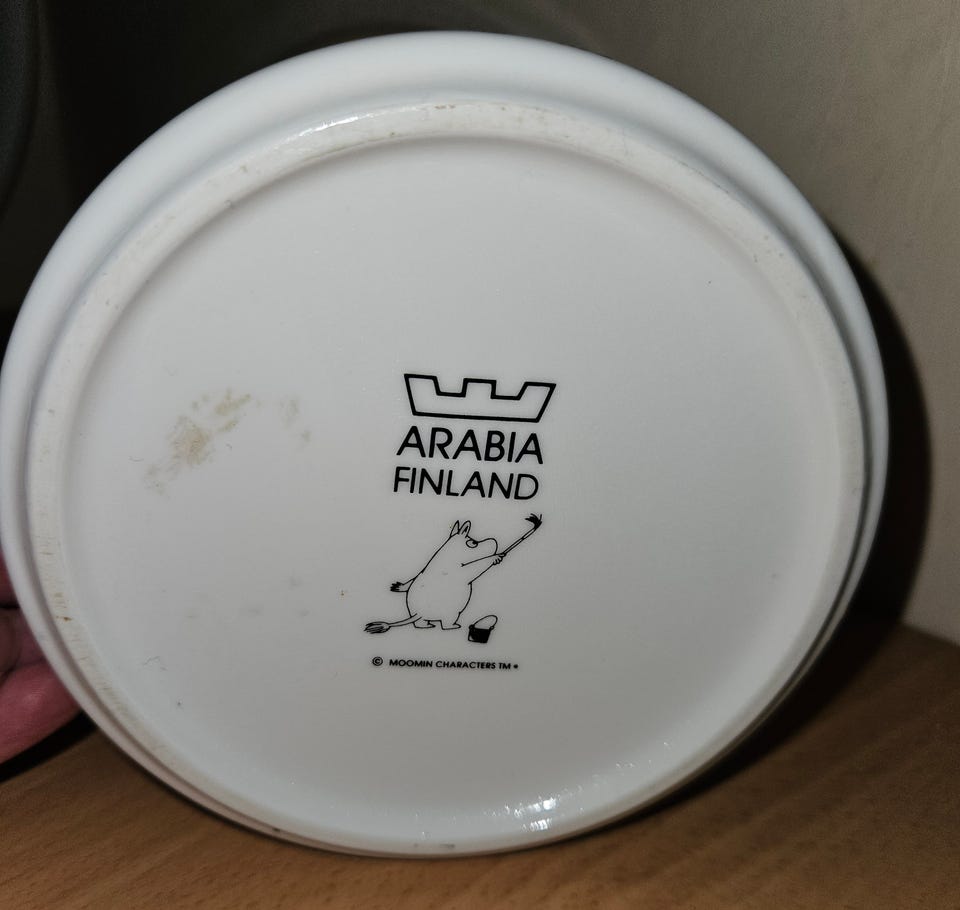 ARABIA
FINLAND
© MOOMIN CHARACTERS TM *